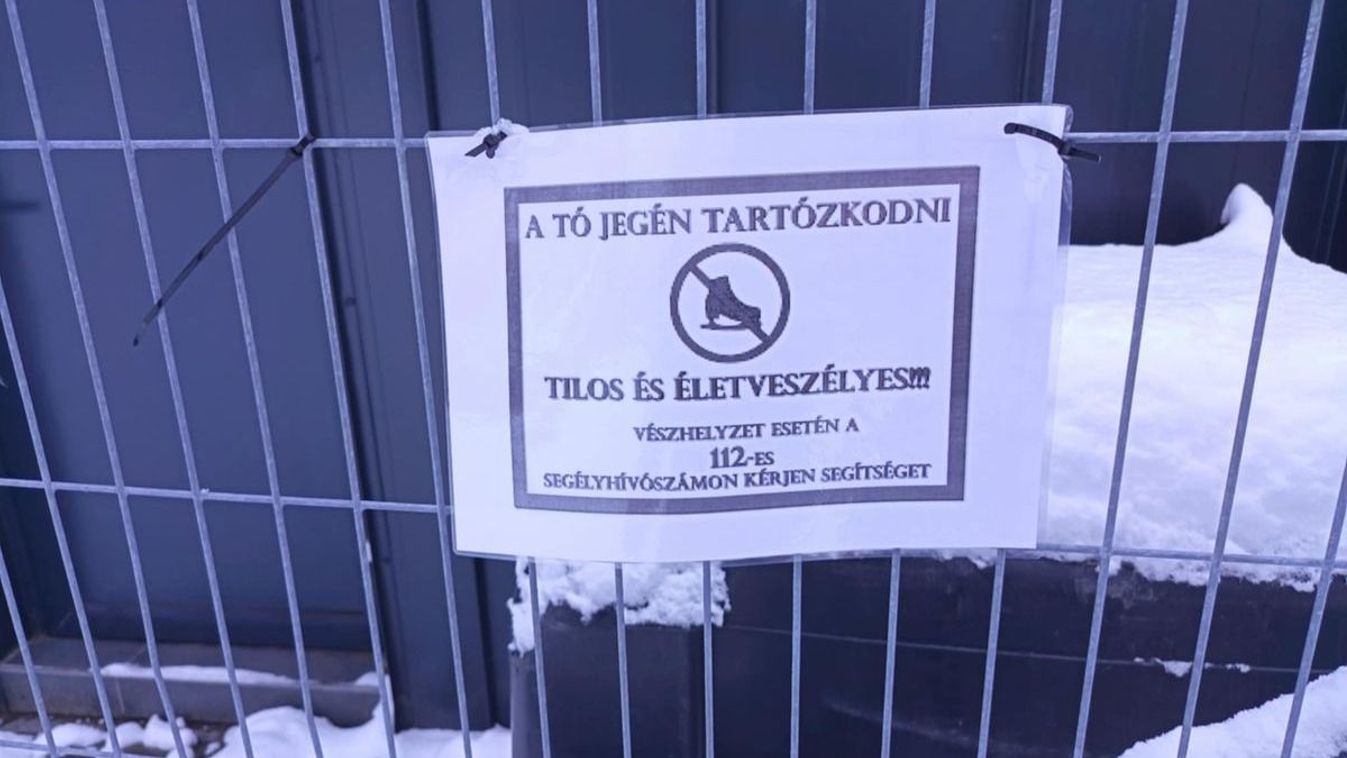 A TÓ JEGÉN TARTÓZKODNI
TILOS ÉS ÉLETVESZÉLYES!!!
VÉSZHELYZET ESETÉN A
112-ES
SEGÉLYHÍVÓSZÁMON KÉRJEN SEGÍTSÉGET